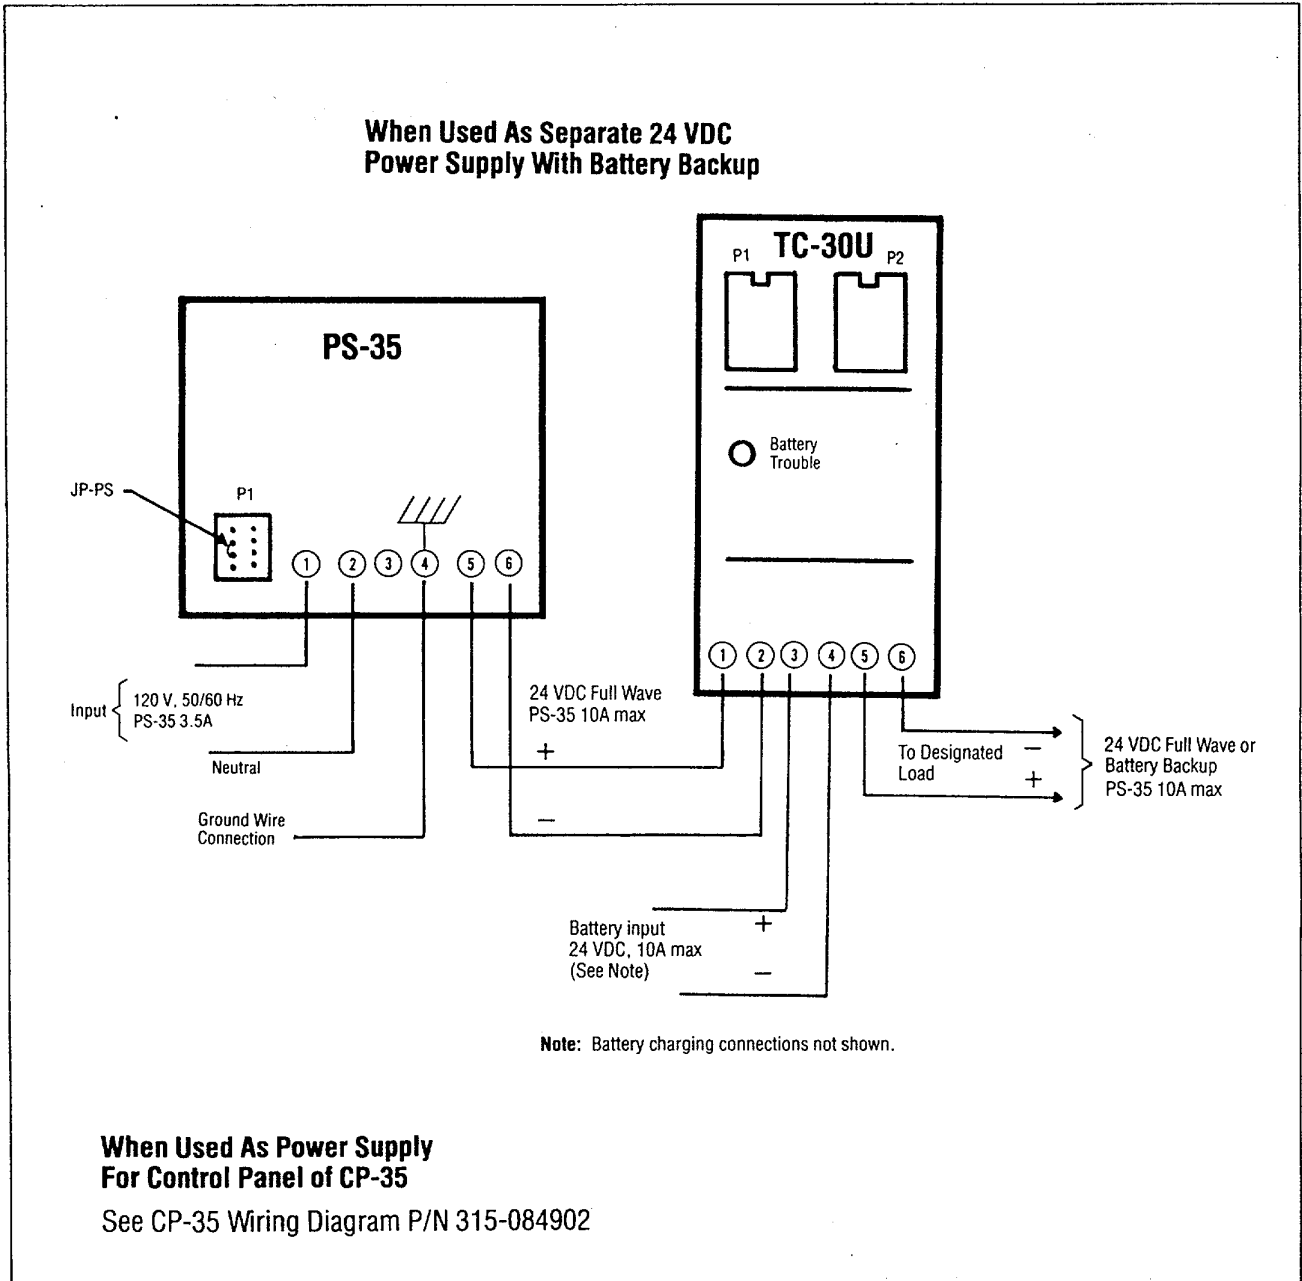 When Used As Separate 24 VDC
Power Supply With Battery Backup
TC-30U
P1
P2
PS-35
Battery
Trouble
JP-PS
P1
1
2
3
4
5
6
1
2
3
4
5
6
Input
120 V, 50/60 Hz
PS-35 3.5A
Neutral
Ground Wire
Connection
24 VDC Full Wave
PS-35 10A max
+
−
To Designated
Load
−
+
24 VDC Full Wave or
Battery Backup
PS-35 10A max
Battery input
24 VDC, 10A max
(See Note)
+
−
Note: Battery charging connections not shown.
When Used As Power Supply
For Control Panel of CP-35
See CP-35 Wiring Diagram P/N 315-084902